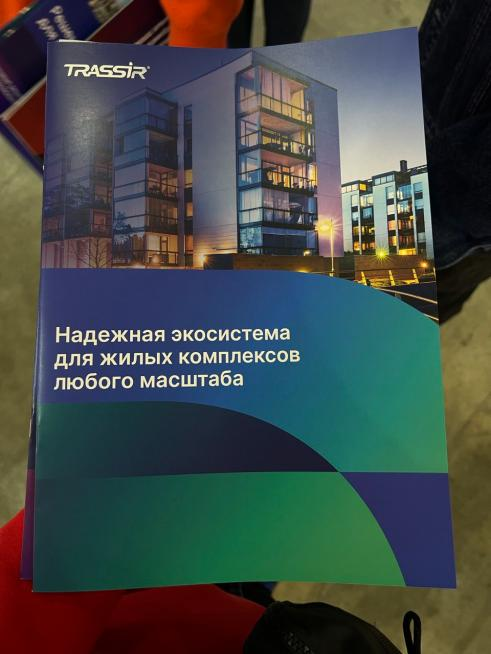 TRASSIR
Надежная экосистема
для жилых комплексов
любого масштаба